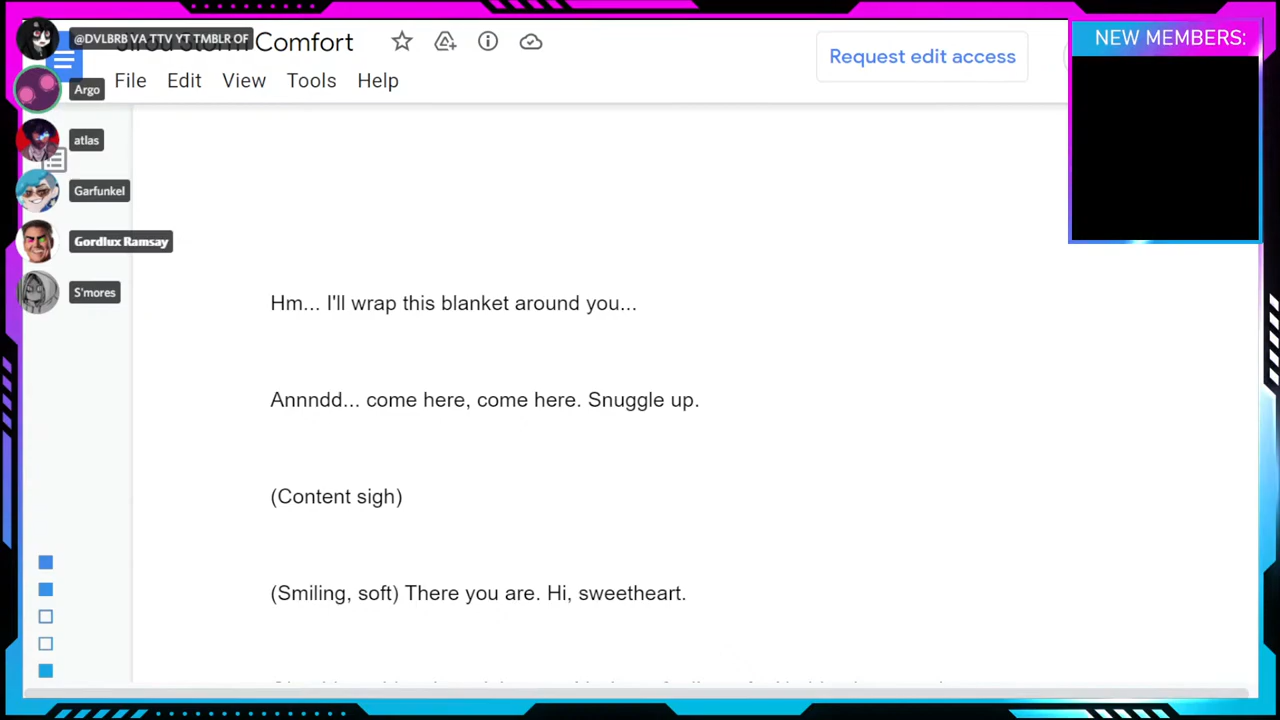 @DVLBRB VA TTV YT TMBLR OF
Comfort
Request edit access
NEW MEMBERS:
File Edit View Tools Help
Argo
atlas
Garfunkel
Gordlux Ramsay
S'mores
Hm... I'll wrap this blanket around you...
Annndd... come here, come here. Snuggle up.
(Content sigh)
(Smiling, soft) There you are. Hi, sweetheart.